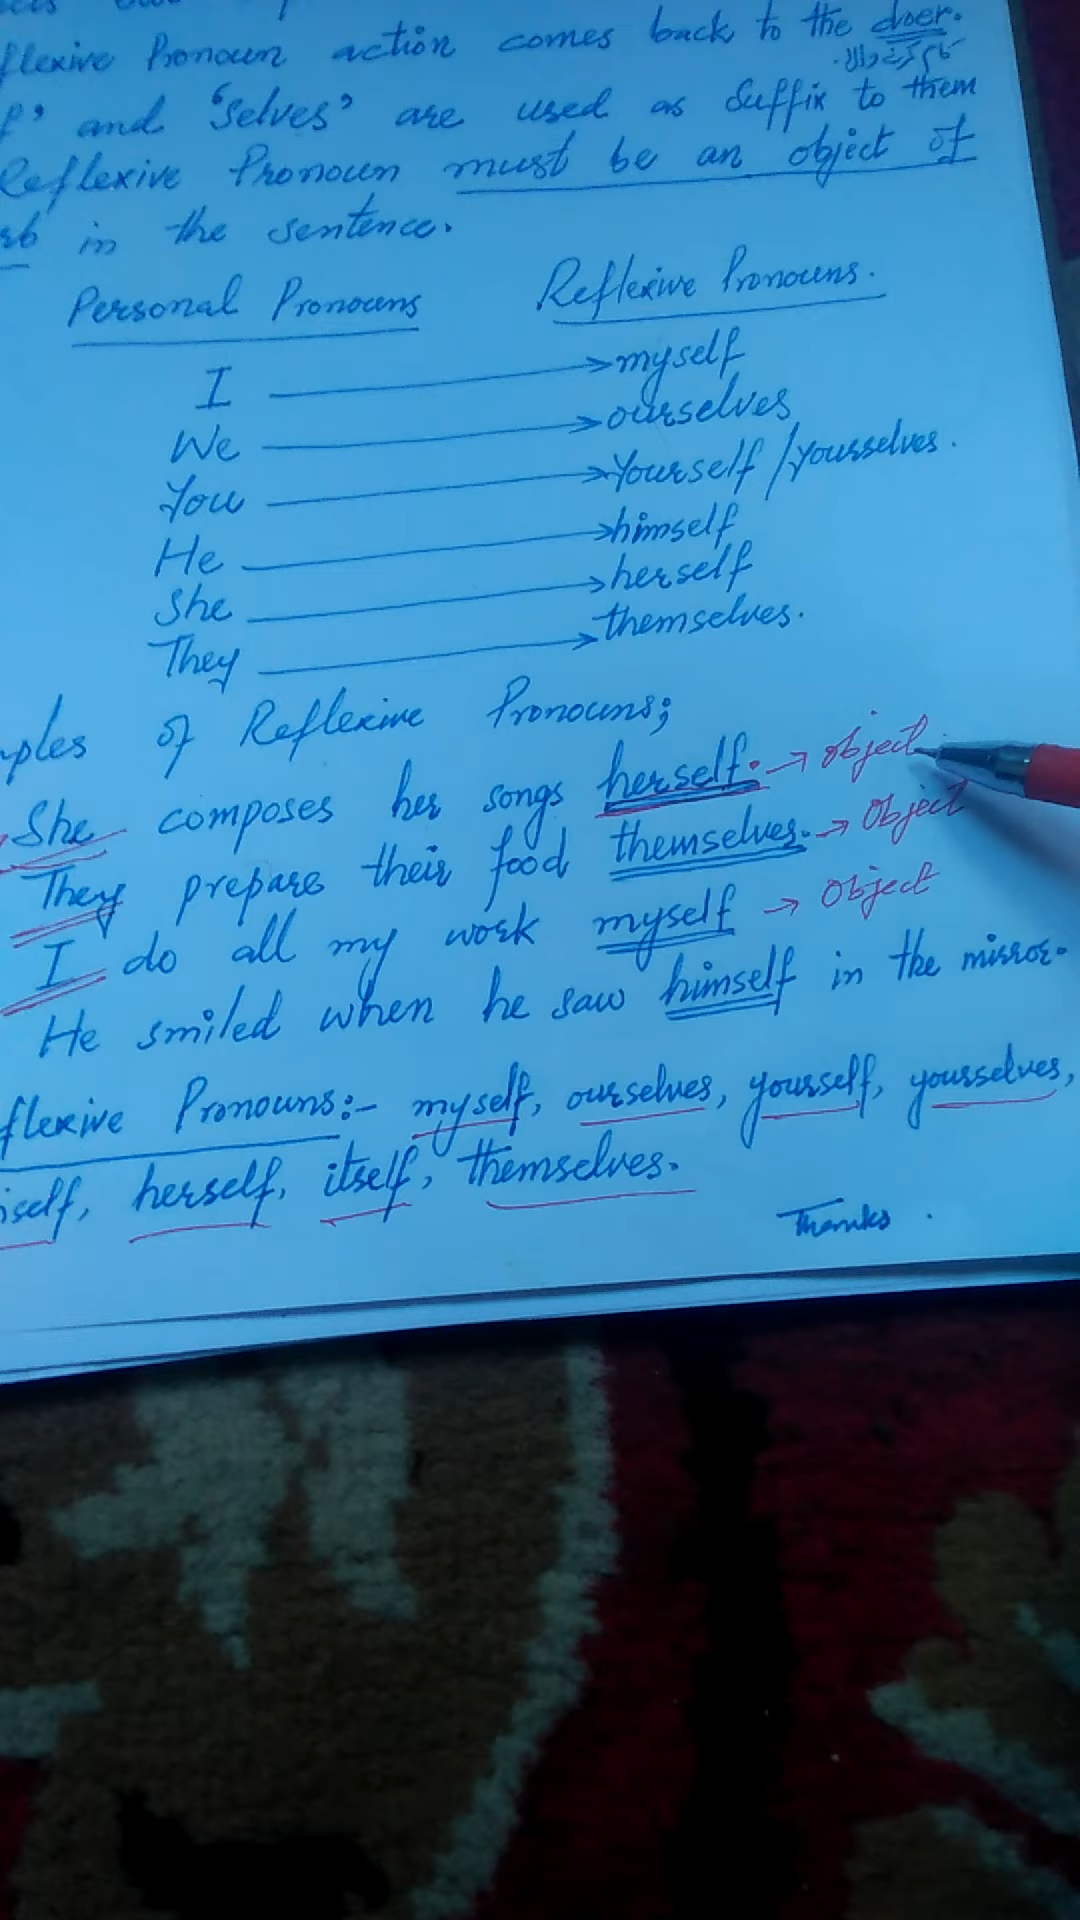 flexive Pronoun action comes back to the doer.
کام کرنے والا.
f' and 'selves' are used as Suffix to them
Reflexive Pronoun must be an object of
rb in the sentence.
Personal Pronouns Reflexive Pronouns.
I → myself
We → ourselves
You → Yourself / yourselves.
He → himself
She → herself
They → themselves.
mples of Reflexive Pronouns;
She composes her songs herself. → object
They prepare their food themselves. → Object
I do all my work myself → Object
He smiled when he saw himself in the mirror.
flexive Pronouns:- myself, ourselves, yourself, yourselves,
self, herself, itself, themselves.
Thanks.